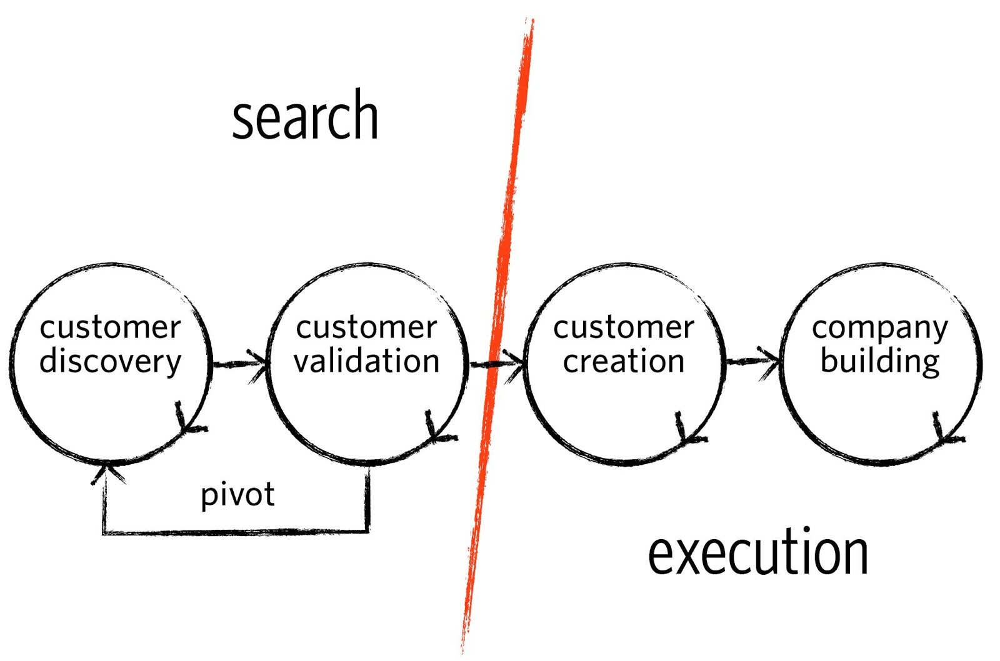 search
customer
discovery
customer
validation
customer
creation
company
building
pivot
execution